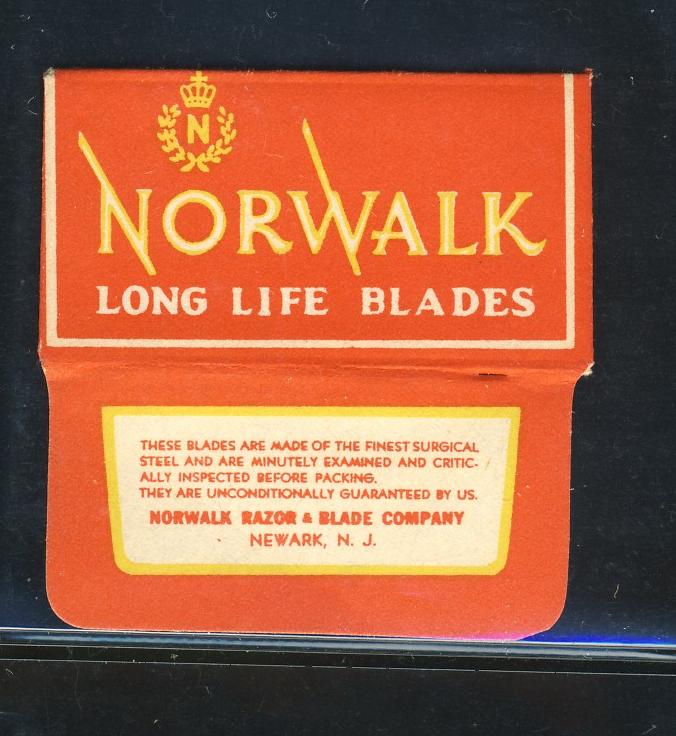 N
NORWALK
LONG LIFE BLADES
THESE BLADES ARE MADE OF THE FINEST SURGICAL
STEEL AND ARE MINUTELY EXAMINED AND CRITIC-
ALLY INSPECTED BEFORE PACKING.
THEY ARE UNCONDITIONALLY GUARANTEED BY US.
NORWALK RAZOR & BLADE COMPANY
NEWARK, N. J.